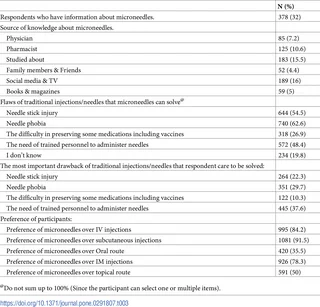 N (%)
Respondents who have information about microneedles. 378 (32)
Source of knowledge about microneedles.
Physician 85 (7.2)
Pharmacist 125 (10.6)
Studied about 183 (15.5)
Family members & Friends 52 (4.4)
Social media & TV 189 (16)
Books & magazines 59 (5)
Flaws of traditional injections/needles that microneedles can solve@
Needle stick injury 644 (54.5)
Needle phobia 740 (62.6)
The difficulty in preserving some medications including vaccines 318 (26.9)
The need of trained personnel to administer needles 572 (48.4)
I don't know 234 (19.8)
The most important drawback of traditional injections/needles that respondent care to be solved:
Needle stick injury 264 (22.3)
Needle phobia 351 (29.7)
The difficulty in preserving some medications including vaccines 122 (10.3)
The need of trained personnel to administer needles 445 (37.6)
Preference of participants:
Preference of microneedles over IV injections 995 (84.2)
Preference of microneedles over subcutaneous injections 1081 (91.5)
Preference of microneedles over Oral route 420 (35.5)
Preference of microneedles over IM injections 926 (78.3)
Preference of microneedles over topical route 591 (50)
@Do not sum up to 100% (Since the participant can select one or multiple items).
https://doi.org/10.1371/journal.pone.0291807.t003